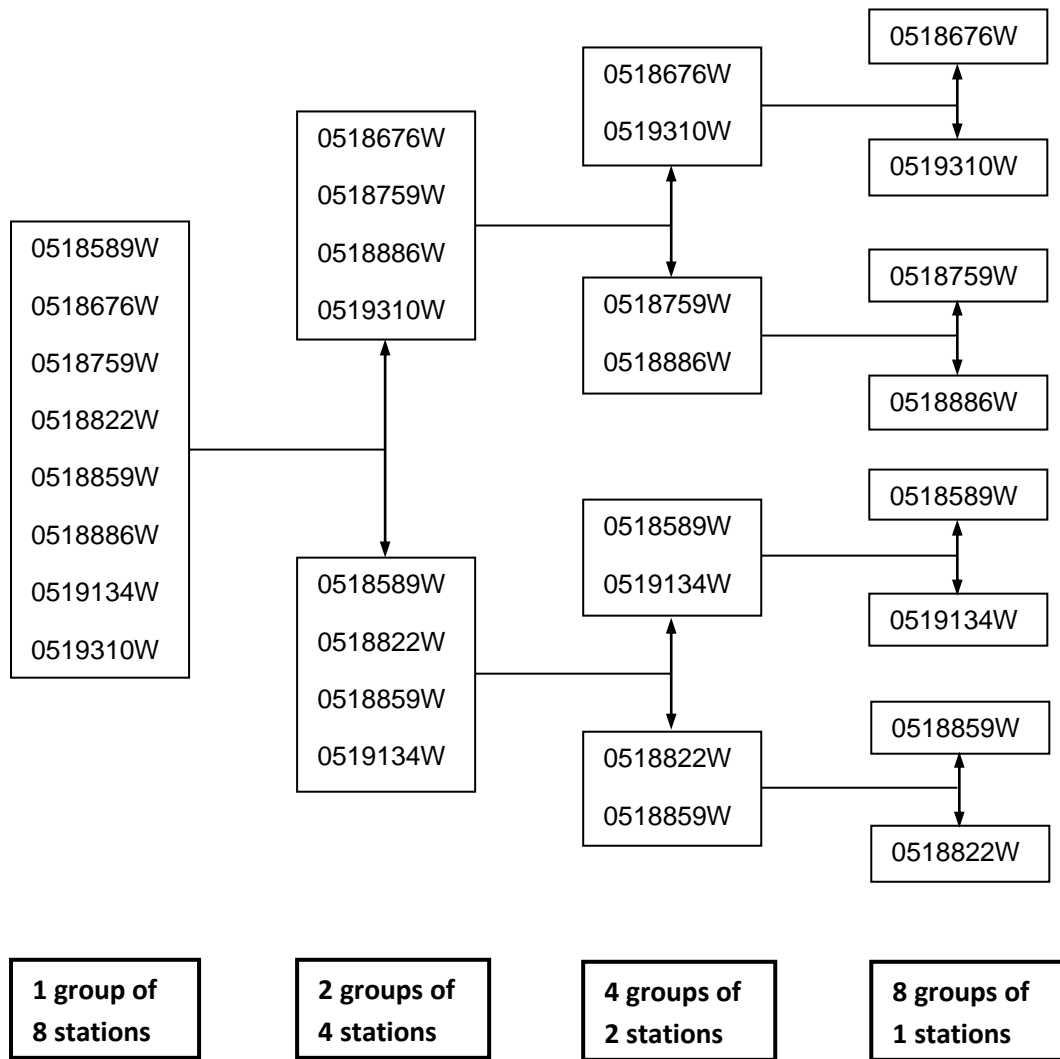 0518589W
0518676W
0518759W
0518822W
0518859W
0518886W
0519134W
0519310W
0518676W
0518759W
0518886W
0519310W
0518589W
0518822W
0518859W
0519134W
0518676W
0519310W
0518759W
0518886W
0518589W
0519134W
0518822W
0518859W
0518676W
0519310W
0518759W
0518886W
0518589W
0519134W
0518859W
0518822W
1 group of
8 stations
2 groups of
4 stations
4 groups of
2 stations
8 groups of
1 stations